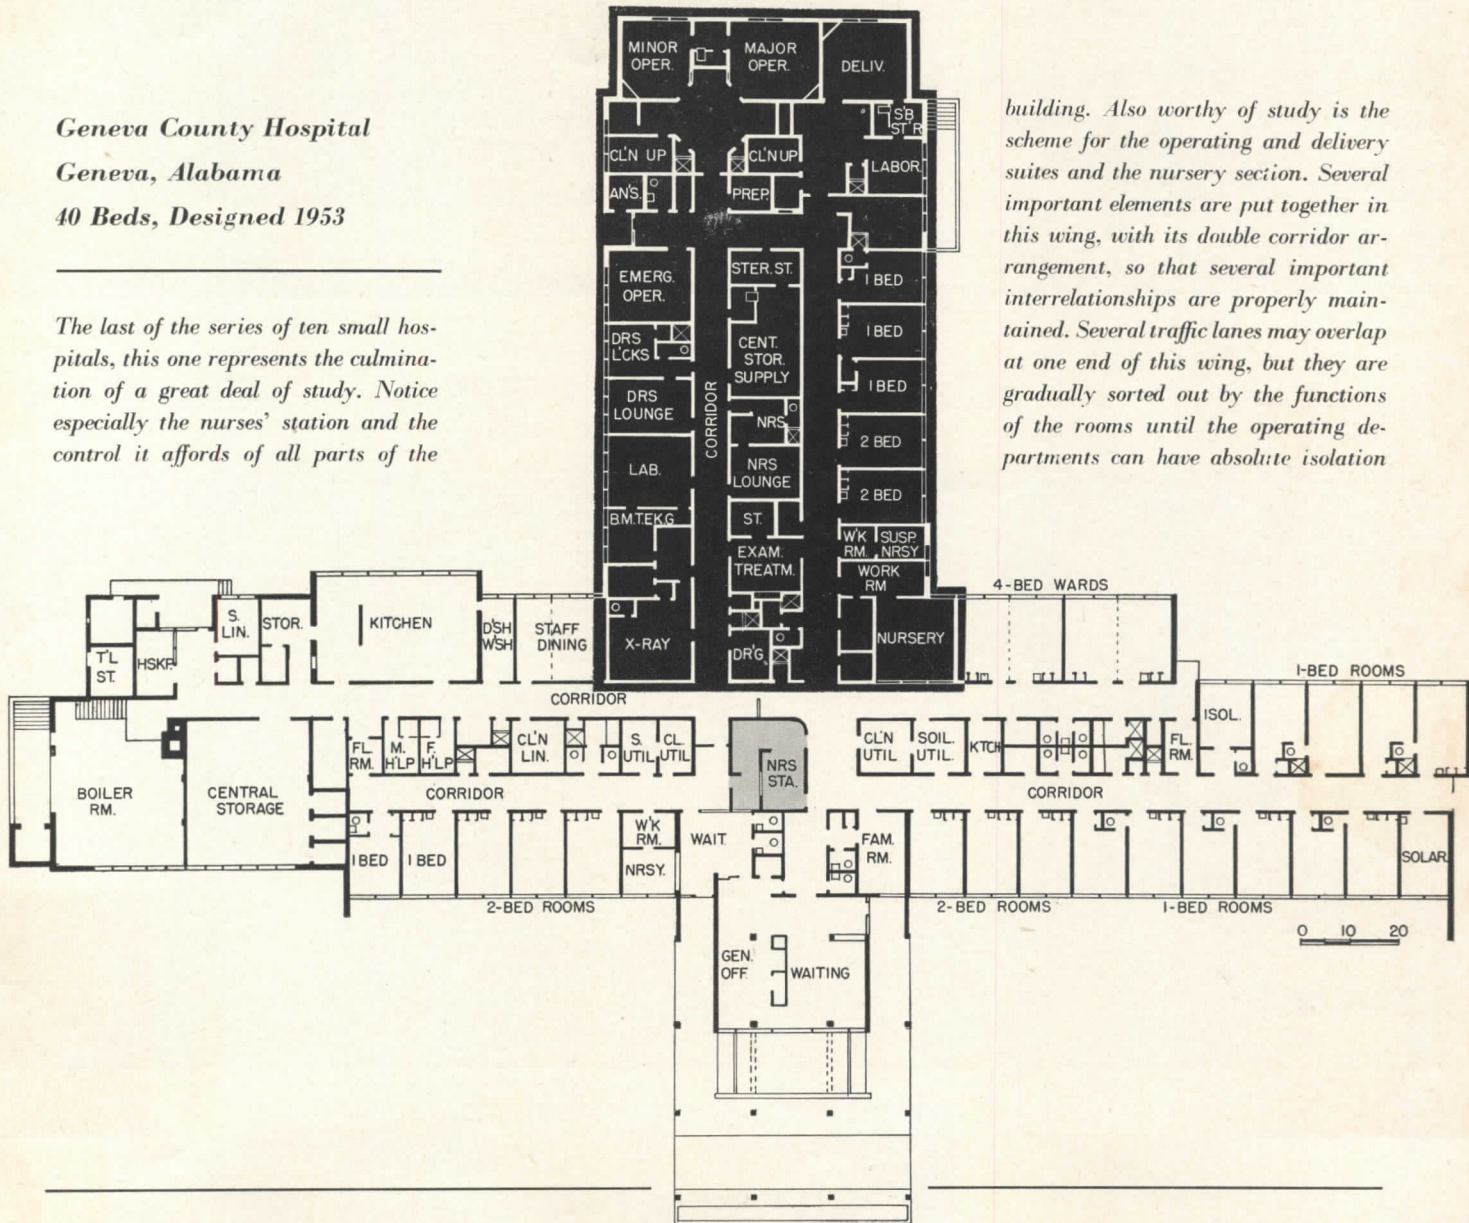 Geneva County Hospital
Geneva, Alabama
40 Beds, Designed 1953
The last of the series of ten small hos-
pitals, this one represents the culmina-
tion of a great deal of study. Notice
especially the nurses' station and the
control it affords of all parts of the
building. Also worthy of study is the
scheme for the operating and delivery
suites and the nursery section. Several
important elements are put together in
this wing, with its double corridor ar-
rangement, so that several important
interrelationships are properly main-
tained. Several traffic lanes may overlap
at one end of this wing, but they are
gradually sorted out by the functions
of the rooms until the operating de-
partments can have absolute isolation
MINOR
OPER.
MAJOR
OPER.
DELIV.
S'B
ST'R
CL'N UP
CL'N UP
LABOR.
AN'S.
PREP.
EMERG.
OPER.
STER. ST.
1 BED
DRS
L'CKS
CENT.
STOR.
SUPPLY
1 BED
DRS
LOUNGE
CORRIDOR
1 BED
NRS.
2 BED
LAB.
NRS
LOUNGE
2 BED
B.M.T. EKG
ST.
W'K
RM.
SUSP.
NRSY
EXAM.
TREATM.
WORK
RM
X-RAY
DR'G.
NURSERY
4-BED WARDS
S.
LIN.
STOR.
KITCHEN
D'SH
W'SH
STAFF
DINING
T'L
ST.
HSKP.
CORRIDOR
1-BED ROOMS
ISOL.
FL.
RM.
M.
H'LP
F.
H'LP
CL'N
LIN.
S.
UTIL
CL.
UTIL
NRS
STA.
CL'N
UTIL
SOIL.
UTIL.
KTCH
FL.
RM.
BOILER
RM.
CENTRAL
STORAGE
CORRIDOR
CORRIDOR
1 BED
1 BED
W'K
RM.
NRSY.
WAIT.
FAM.
RM.
SOLAR.
2-BED ROOMS
2-BED ROOMS
1-BED ROOMS
0 10 20
GEN.
OFF.
WAITING